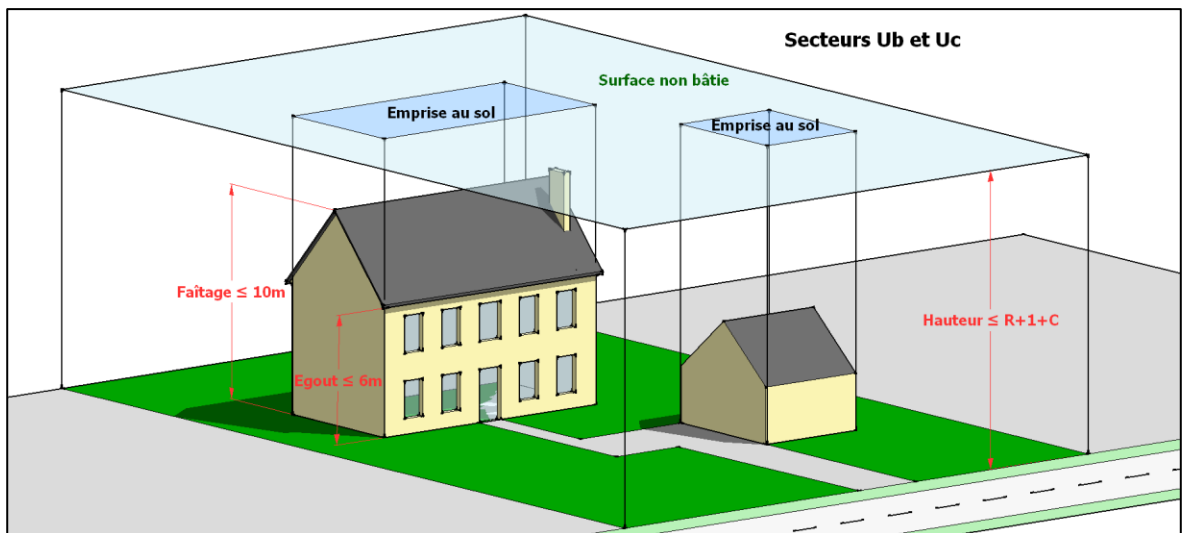 Secteurs Ub et Uc
Surface non bâtie
Emprise au sol
Emprise au sol
Faîtage ≤ 10m
Hauteur ≤ R+1+C
Egout ≤ 6m